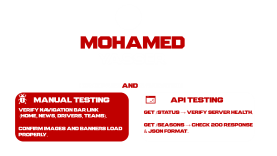 MOHAMED
AND
MANUAL TESTING
VERIFY NAVIGATION BAR LINK
(HOME, NEWS, DRIVERS, TEAMS).
CONFIRM IMAGES AND BANNERS LOAD
PROPERLY.
API TESTING
GET /STATUS → VERIFY SERVER HEALTH.
GET /SEASONS → CHECK 200 RESPONSE
& JSON FORMAT.